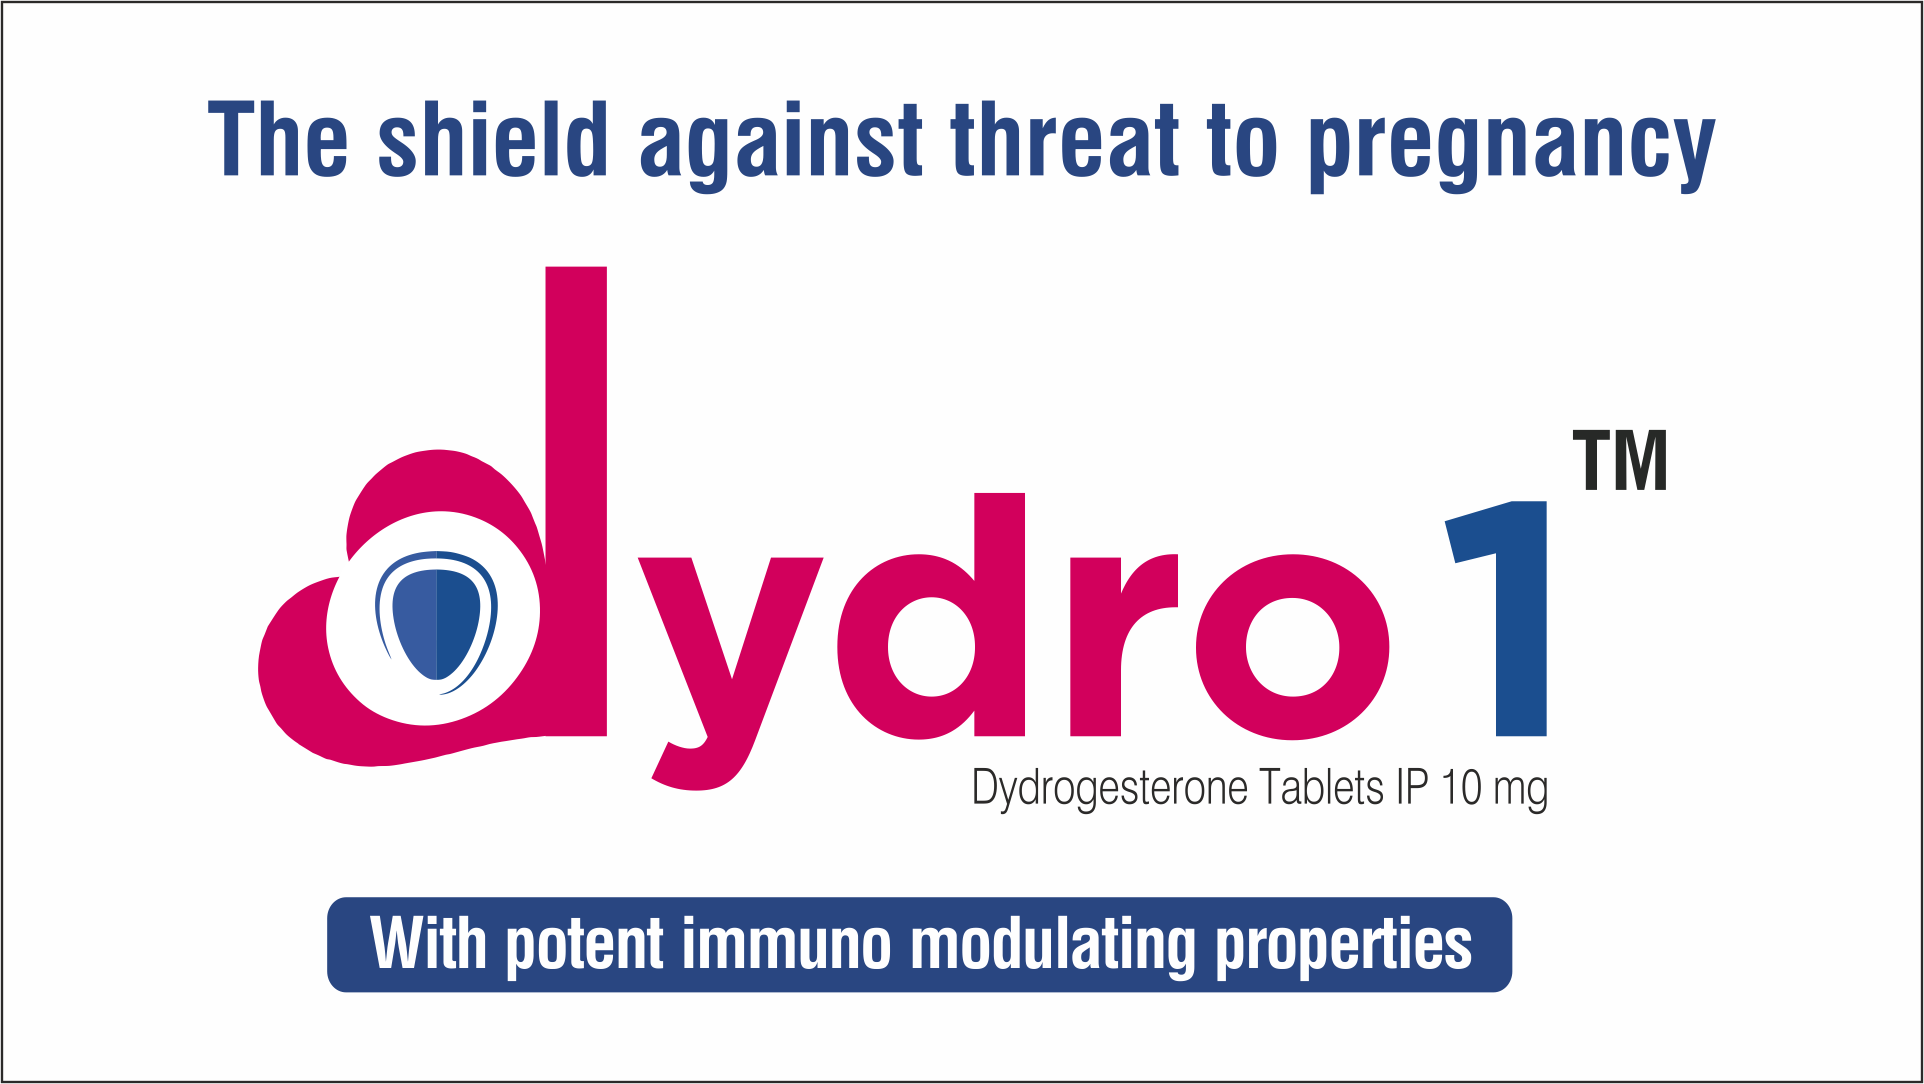 The shield against threat to pregnancy
dydro1™
Dydrogesterone Tablets IP 10 mg
With potent immuno modulating properties